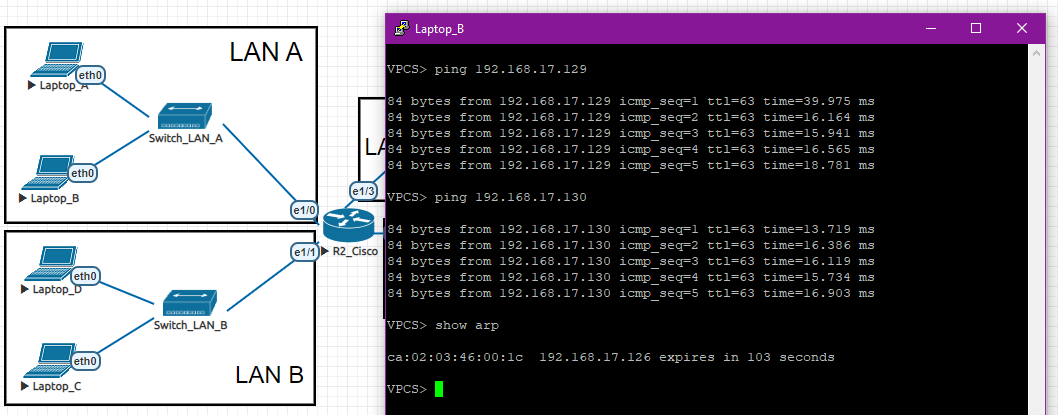 LAN A
eth0
Laptop_A
Switch_LAN_A
eth0
Laptop_B
e1/0
LA
e1/3
e1/1
R2_Cisco
eth0
Laptop_D
Switch_LAN_B
eth0
Laptop_C
LAN B
Laptop_B
VPCS> ping 192.168.17.129
84 bytes from 192.168.17.129 icmp_seq=1 ttl=63 time=39.975 ms
84 bytes from 192.168.17.129 icmp_seq=2 ttl=63 time=16.164 ms
84 bytes from 192.168.17.129 icmp_seq=3 ttl=63 time=15.941 ms
84 bytes from 192.168.17.129 icmp_seq=4 ttl=63 time=16.565 ms
84 bytes from 192.168.17.129 icmp_seq=5 ttl=63 time=18.781 ms
VPCS> ping 192.168.17.130
84 bytes from 192.168.17.130 icmp_seq=1 ttl=63 time=13.719 ms
84 bytes from 192.168.17.130 icmp_seq=2 ttl=63 time=16.386 ms
84 bytes from 192.168.17.130 icmp_seq=3 ttl=63 time=16.119 ms
84 bytes from 192.168.17.130 icmp_seq=4 ttl=63 time=15.734 ms
84 bytes from 192.168.17.130 icmp_seq=5 ttl=63 time=16.903 ms
VPCS> show arp
ca:02:03:46:00:1c  192.168.17.126 expires in 103 seconds
VPCS>